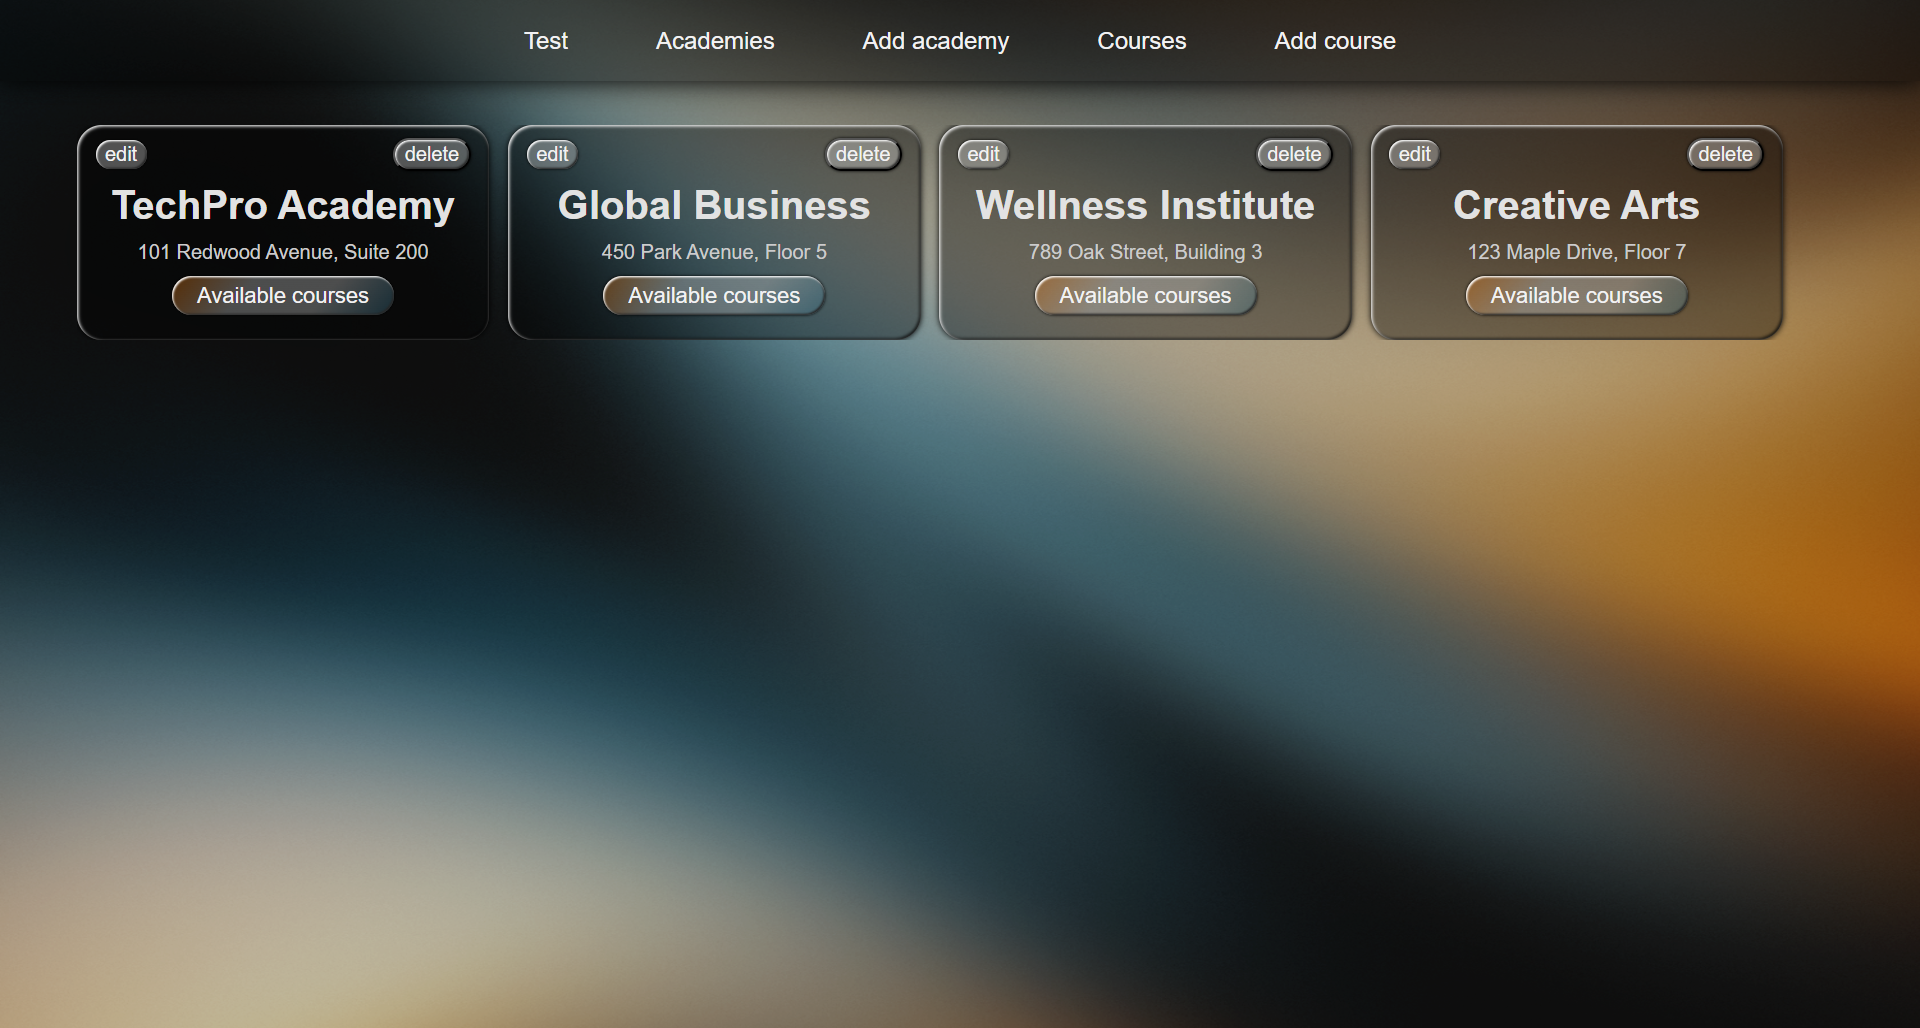 Test Academies Add academy Courses Add course
edit delete
TechPro Academy
101 Redwood Avenue, Suite 200
Available courses
edit delete
Global Business
450 Park Avenue, Floor 5
Available courses
edit delete
Wellness Institute
789 Oak Street, Building 3
Available courses
edit delete
Creative Arts
123 Maple Drive, Floor 7
Available courses